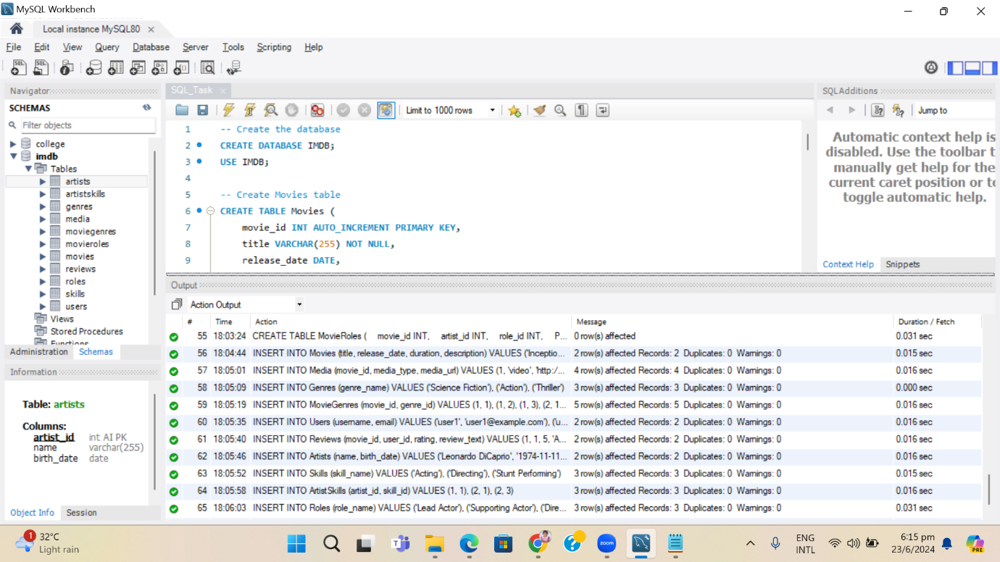 MySQL Workbench
Local instance MySQL80
File Edit View Query Database Server Tools Scripting Help
Navigator
SCHEMAS
Filter objects
college
imdb
Tables
artists
artistskills
genres
media
moviegenres
movieroles
movies
reviews
roles
skills
users
Views
Stored Procedures
Functions
Administration Schemas
Information
Table: artists
Columns:
artist_id int AI PK
name varchar(255)
birth_date date
Object Info Session
SQL_Task
Limit to 1000 rows
1 -- Create the database
2 CREATE DATABASE IMDB;
3 USE IMDB;
4
5 -- Create Movies table
6 CREATE TABLE Movies (
7 movie_id INT AUTO_INCREMENT PRIMARY KEY,
8 title VARCHAR(255) NOT NULL,
9 release_date DATE,
SQLAdditions
Jump to
Automatic context help is
disabled. Use the toolbar t
manually get help for the
current caret position or to
toggle automatic help.
Context Help Snippets
Output
Action Output
# Time Action Message Duration / Fetch
55 18:03:24 CREATE TABLE MovieRoles ( movie_id INT, artist_id INT, role_id INT, P... 0 row(s) affected 0.031 sec
56 18:04:44 INSERT INTO Movies (title, release_date, duration, description) VALUES ('Inceptio... 2 row(s) affected Records: 2 Duplicates: 0 Warnings: 0 0.015 sec
57 18:05:01 INSERT INTO Media (movie_id, media_type, media_url) VALUES (1, 'video', 'http:/... 4 row(s) affected Records: 4 Duplicates: 0 Warnings: 0 0.016 sec
58 18:05:09 INSERT INTO Genres (genre_name) VALUES ('Science Fiction'), ('Action'), ('Thriller') 3 row(s) affected Records: 3 Duplicates: 0 Warnings: 0 0.000 sec
59 18:05:19 INSERT INTO MovieGenres (movie_id, genre_id) VALUES (1, 1), (1, 2), (1, 3), (2, 1... 5 row(s) affected Records: 5 Duplicates: 0 Warnings: 0 0.016 sec
60 18:05:35 INSERT INTO Users (username, email) VALUES ('user1', 'user1@example.com'), ('u... 2 row(s) affected Records: 2 Duplicates: 0 Warnings: 0 0.016 sec
61 18:05:40 INSERT INTO Reviews (movie_id, user_id, rating, review_text) VALUES (1, 1, 5, 'A... 2 row(s) affected Records: 2 Duplicates: 0 Warnings: 0 0.016 sec
62 18:05:46 INSERT INTO Artists (name, birth_date) VALUES ('Leonardo DiCaprio', '1974-11-11... 2 row(s) affected Records: 2 Duplicates: 0 Warnings: 0 0.016 sec
63 18:05:52 INSERT INTO Skills (skill_name) VALUES ('Acting'), ('Directing'), ('Stunt Performing') 3 row(s) affected Records: 3 Duplicates: 0 Warnings: 0 0.015 sec
64 18:05:58 INSERT INTO ArtistSkills (artist_id, skill_id) VALUES (1, 1), (2, 1), (2, 3) 3 row(s) affected Records: 3 Duplicates: 0 Warnings: 0 0.016 sec
65 18:06:03 INSERT INTO Roles (role_name) VALUES ('Lead Actor'), ('Supporting Actor'), ('Dire... 3 row(s) affected Records: 3 Duplicates: 0 Warnings: 0 0.031 sec
1
32°C
Light rain
zoom
ENG
INTL
6:15 pm
23/6/2024
PRE